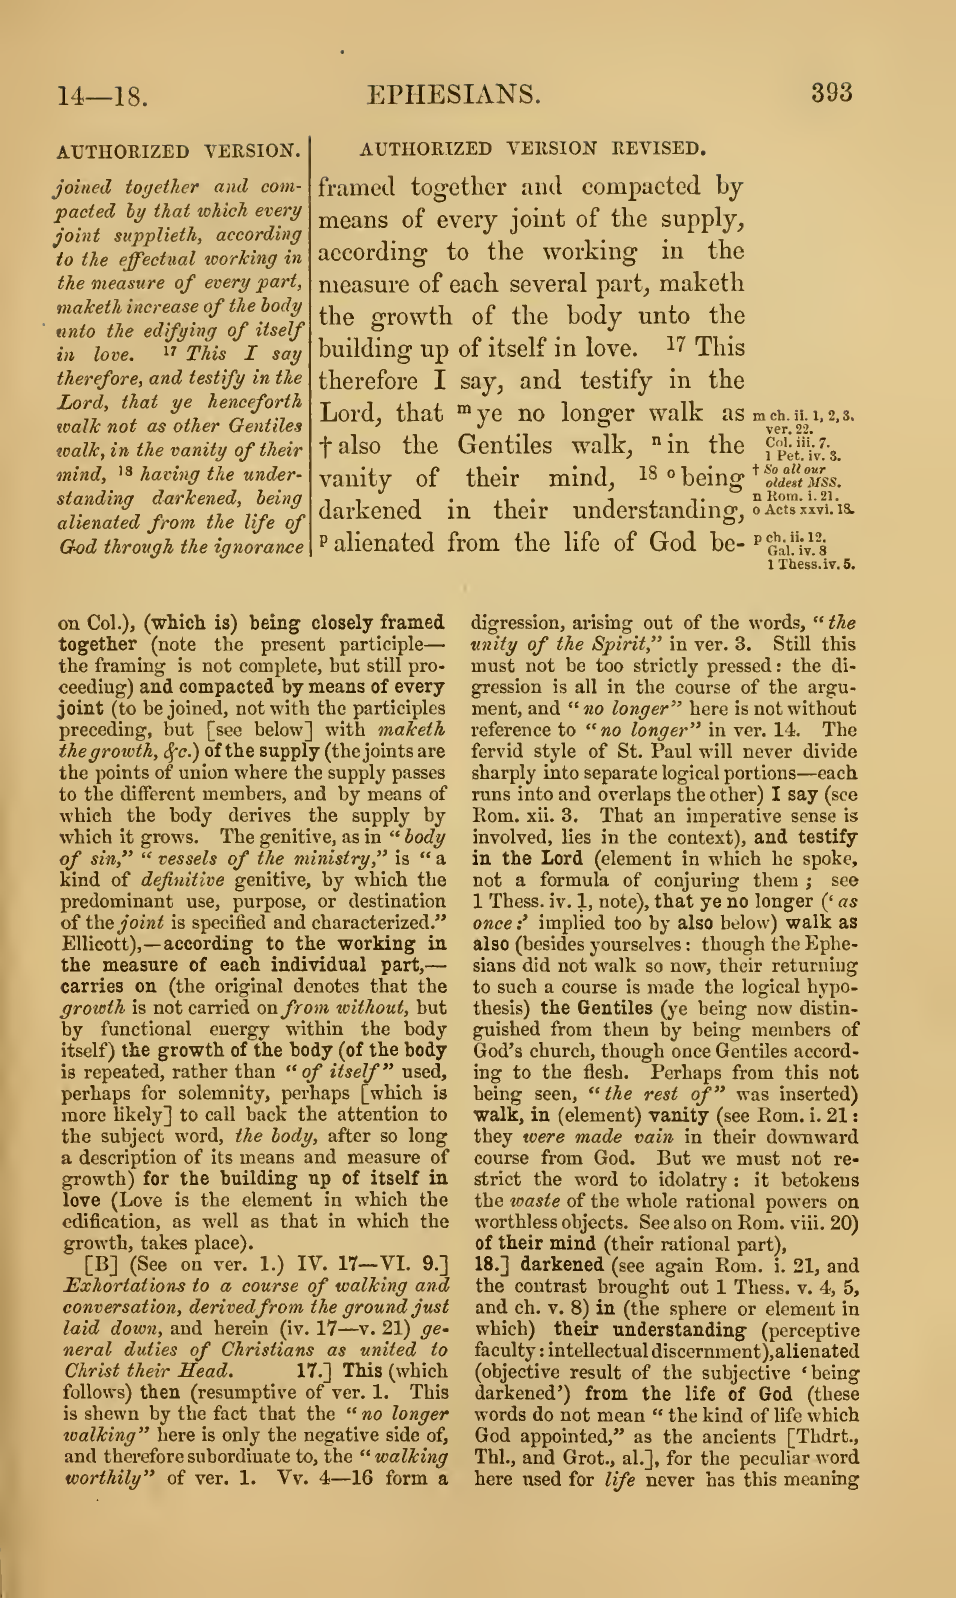 14—18.
EPHESIANS.
393
AUTHORIZED VERSION.
joined together and com-
pacted by that which every
joint supplieth, according
to the effectual working in
the measure of every part,
maketh increase of the body
unto the edifying of itself
in love. 17 This I say
therefore, and testify in the
Lord, that ye henceforth
walk not as other Gentiles
walk, in the vanity of their
mind, 18 having the under-
standing darkened, being
alienated from the life of
God through the ignorance
AUTHORIZED VERSION REVISED.
framed together and compacted by
means of every joint of the supply,
according to the working in the
measure of each several part, maketh
the growth of the body unto the
building up of itself in love. 17 This
therefore I say, and testify in the
Lord, that m ye no longer walk as
† also the Gentiles walk, n in the
vanity of their mind, 18 o being
darkened in their understanding,
p alienated from the life of God be-
m ch. ii. 1, 2, 3.
ver. 22.
Col. iii. 7.
1 Pet. iv. 3.
† So all our
oldest MSS.
n Rom. i. 21.
o Acts xxvi. 18.
p ch. ii. 12.
Gal. iv. 8
1 Thess. iv. 5.
on Col.), (which is) being closely framed
together (note the present participle—
the framing is not complete, but still pro-
ceediug) and compacted by means of every
joint (to be joined, not with the participles
preceding, but [see below] with maketh
the growth, &c.) of the supply (the joints are
the points of union where the supply passes
to the different members, and by means of
which the body derives the supply by
which it grows. The genitive, as in “body
of sin,” “vessels of the ministry,” is “a
kind of definitive genitive, by which the
predominant use, purpose, or destination
of the joint is specified and characterized.”
Ellicott),—according to the working in
the measure of each individual part,—
carries on (the original denotes that the
growth is not carried on from without, but
by functional energy within the body
itself) the growth of the body (of the body
is repeated, rather than “of itself” used,
perhaps for solemnity, perhaps [which is
more likely] to call back the attention to
the subject word, the body, after so long
a description of its means and measure of
growth) for the building up of itself in
love (Love is the element in which the
edification, as well as that in which the
growth, takes place).
[B] (See on ver. 1.) IV. 17—VI. 9.]
Exhortations to a course of walking and
conversation, derived from the ground just
laid down, and herein (iv. 17—v. 21) ge-
neral duties of Christians as united to
Christ their Head. 17.] This (which
follows) then (resumptive of ver. 1. This
is shewn by the fact that the “no longer
walking” here is only the negative side of,
and therefore subordinate to, the “walking
worthily” of ver. 1. Vv. 4—16 form a
digression, arising out of the words, “the
unity of the Spirit,” in ver. 3. Still this
must not be too strictly pressed: the di-
gression is all in the course of the argu-
ment, and “no longer” here is not without
reference to “no longer” in ver. 14. The
fervid style of St. Paul will never divide
sharply into separate logical portions—each
runs into and overlaps the other) I say (see
Rom. xii. 3. That an imperative sense is
involved, lies in the context), and testify
in the Lord (element in which he spoke,
not a formula of conjuring them; see
1 Thess. iv. 1, note), that ye no longer (‘as
once:’ implied too by also below) walk as
also (besides yourselves: though the Ephe-
sians did not walk so now, their returning
to such a course is made the logical hypo-
thesis) the Gentiles (ye being now distin-
guished from them by being members of
God's church, though once Gentiles accord-
ing to the flesh. Perhaps from this not
being seen, “the rest of” was inserted)
walk, in (element) vanity (see Rom. i. 21:
they were made vain in their downward
course from God. But we must not re-
strict the word to idolatry: it betokens
the waste of the whole rational powers on
worthless objects. See also on Rom. viii. 20)
of their mind (their rational part),
18.] darkened (see again Rom. i. 21, and
the contrast brought out 1 Thess. v. 4, 5,
and ch. v. 8) in (the sphere or element in
which) their understanding (perceptive
faculty: intellectual discernment), alienated
(objective result of the subjective ‘being
darkened’) from the life of God (these
words do not mean “the kind of life which
God appointed,” as the ancients [Thdrt.,
Thl., and Grot., al.], for the peculiar word
here used for life never has this meaning